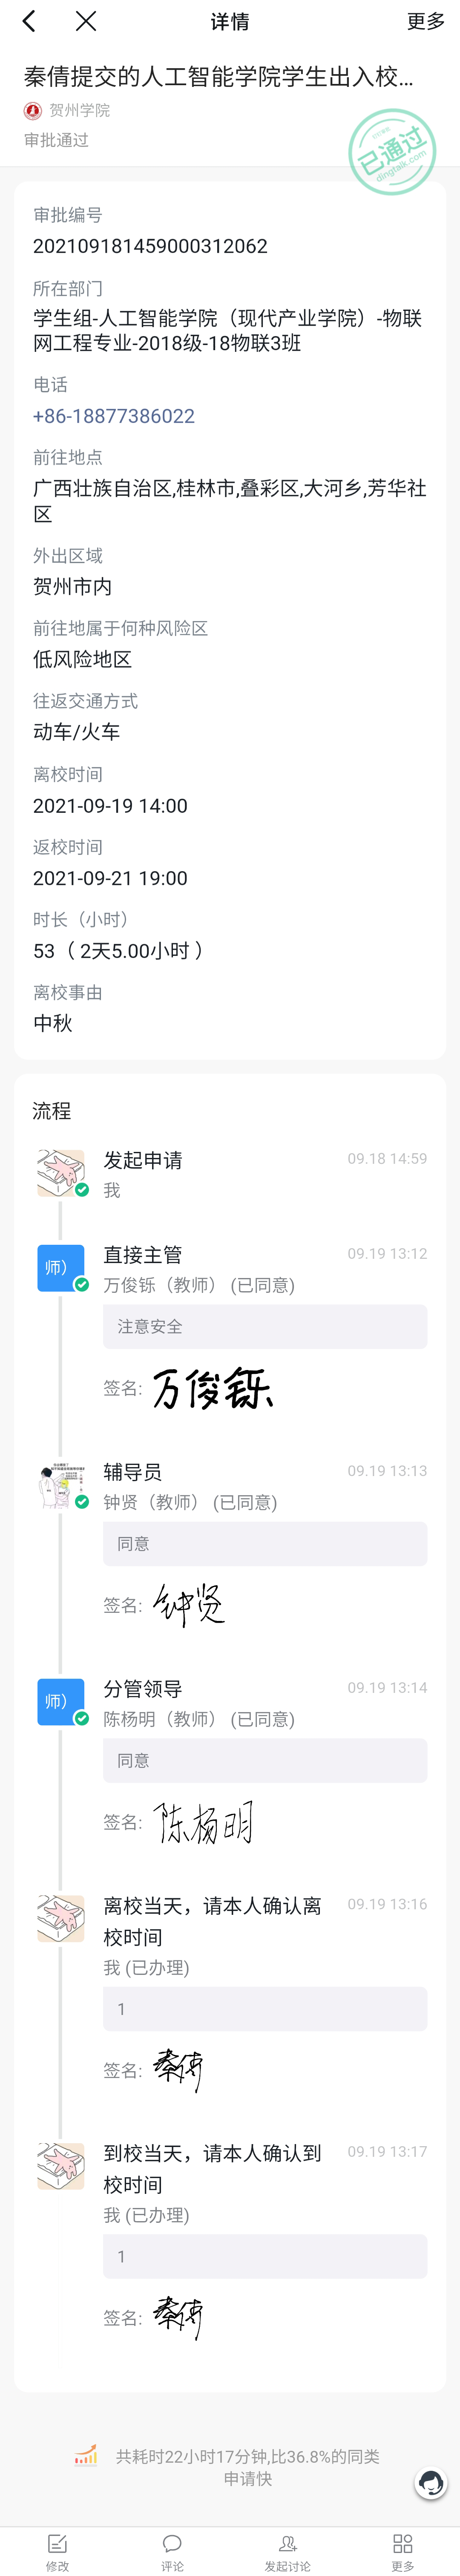 详情
更多
秦倩提交的人工智能学院学生出入校...
贺州学院
审批通过
已通过
dingtalk.com
审批编号
202109181459000312062
所在部门
学生组-人工智能学院（现代产业学院）-物联
网工程专业-2018级-18物联3班
电话
+86-18877386022
前往地点
广西壮族自治区,桂林市,叠彩区,大河乡,芳华社
区
外出区域
贺州市内
前往地属于何种风险区
低风险地区
往返交通方式
动车/火车
离校时间
2021-09-19 14:00
返校时间
2021-09-21 19:00
时长（小时）
53（ 2天5.00小时 ）
离校事由
中秋
流程
发起申请
09.18 14:59
我
师）
直接主管
09.19 13:12
万俊铄（教师） (已同意)
注意安全
签名: 万俊铄
辅导员
09.19 13:13
钟贤（教师） (已同意)
同意
签名: 钟贤
师）
分管领导
09.19 13:14
陈杨明（教师） (已同意)
同意
签名: 陈杨明
离校当天，请本人确认离
校时间
09.19 13:16
我 (已办理)
1
签名: 秦倩
到校当天，请本人确认到
校时间
09.19 13:17
我 (已办理)
1
签名: 秦倩
共耗时22小时17分钟,比36.8%的同类
申请快
修改
评论
发起讨论
更多